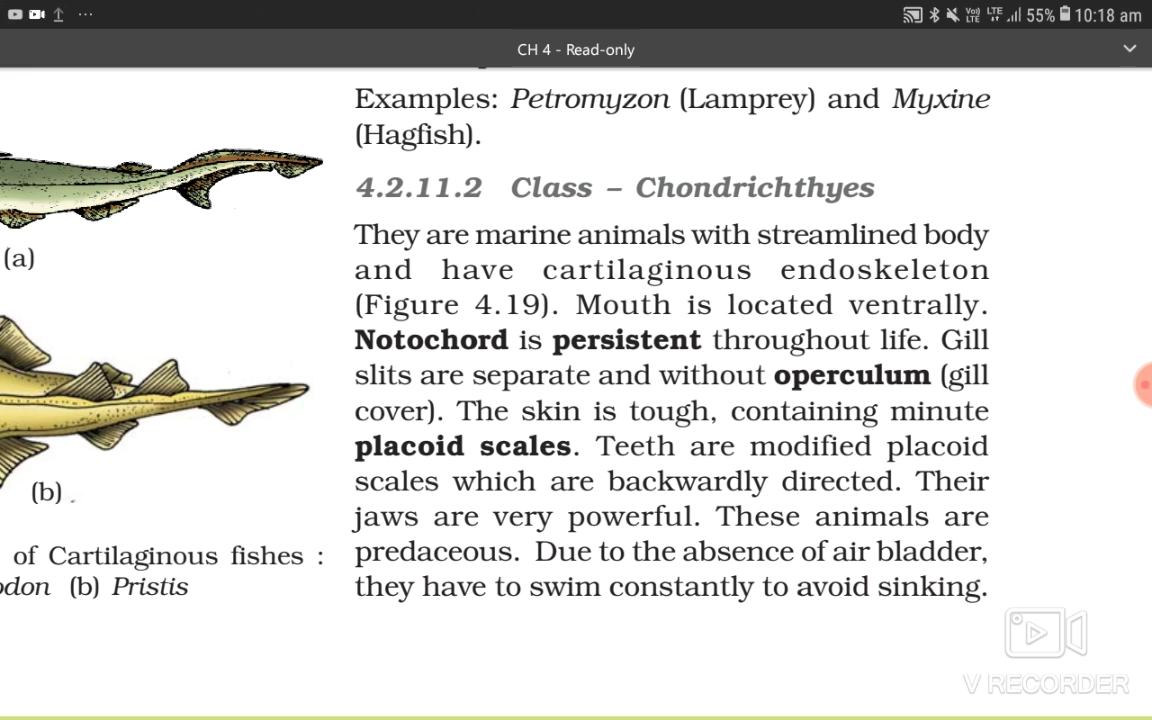 Vo) LTE
LTE
55%
10:18 am
CH 4 - Read-only
Examples: Petromyzon (Lamprey) and Myxine
(Hagfish).
4.2.11.2 Class – Chondrichthyes
They are marine animals with streamlined body
and have cartilaginous endoskeleton
(Figure 4.19). Mouth is located ventrally.
Notochord is persistent throughout life. Gill
slits are separate and without operculum (gill
cover). The skin is tough, containing minute
placoid scales. Teeth are modified placoid
scales which are backwardly directed. Their
jaws are very powerful. These animals are
predaceous. Due to the absence of air bladder,
they have to swim constantly to avoid sinking.
(a)
(b)
of Cartilaginous fishes :
odon (b) Pristis
V RECORDER